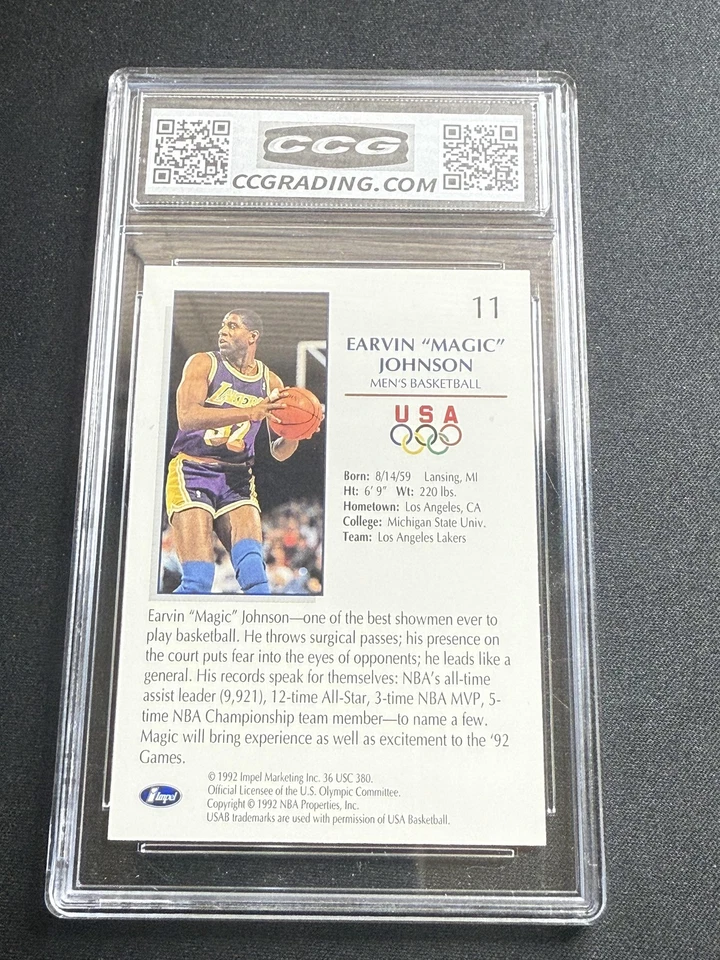 CCG
CCGRADING.COM
11
EARVIN “MAGIC”
JOHNSON
MEN'S BASKETBALL
USA
Born: 8/14/59 Lansing, MI
Ht: 6' 9" Wt: 220 lbs.
Hometown: Los Angeles, CA
College: Michigan State Univ.
Team: Los Angeles Lakers
LAKERS
32
Earvin “Magic” Johnson—one of the best showmen ever to
play basketball. He throws surgical passes; his presence on
the court puts fear into the eyes of opponents; he leads like a
general. His records speak for themselves: NBA's all-time
assist leader (9,921), 12-time All-Star, 3-time NBA MVP, 5-
time NBA Championship team member—to name a few.
Magic will bring experience as well as excitement to the '92
Games.
Impel
© 1992 Impel Marketing Inc. 36 USC 380.
Official Licensee of the U.S. Olympic Committee.
Copyright © 1992 NBA Properties, Inc.
USAB trademarks are used with permission of USA Basketball.